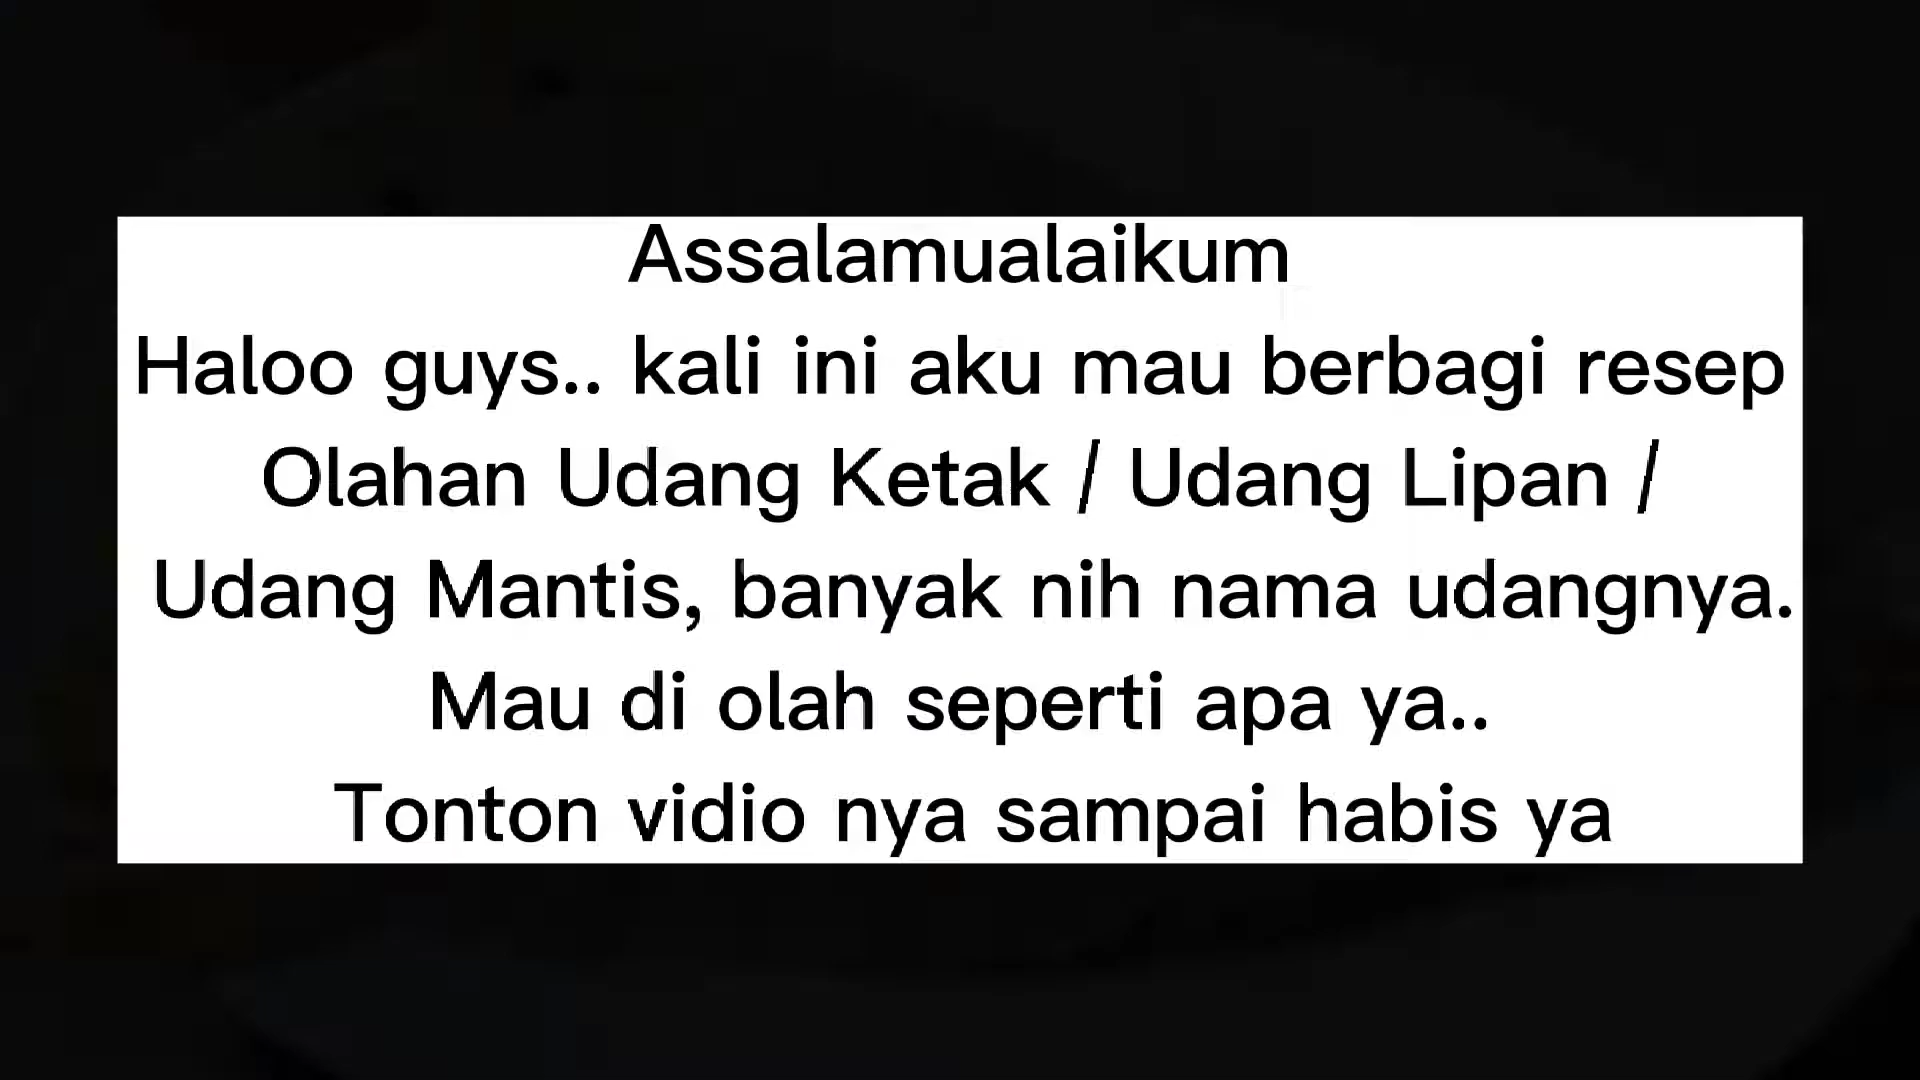 Assalamualaikum
Haloo guys.. kali ini aku mau berbagi resep
Olahan Udang Ketak / Udang Lipan /
Udang Mantis, banyak nih nama udangnya.
Mau di olah seperti apa ya..
Tonton vidio nya sampai habis ya